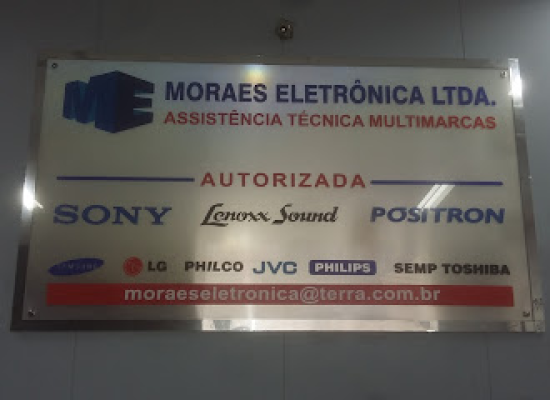 ME MORAES ELETRÔNICA LTDA.
ASSISTÊNCIA TÉCNICA MULTIMARCAS
AUTORIZADA
SONY Lenoxx Sound PÓSITRON
SAMSUNG LG PHILCO JVC PHILIPS SEMP TOSHIBA
moraeseletronica@terra.com.br